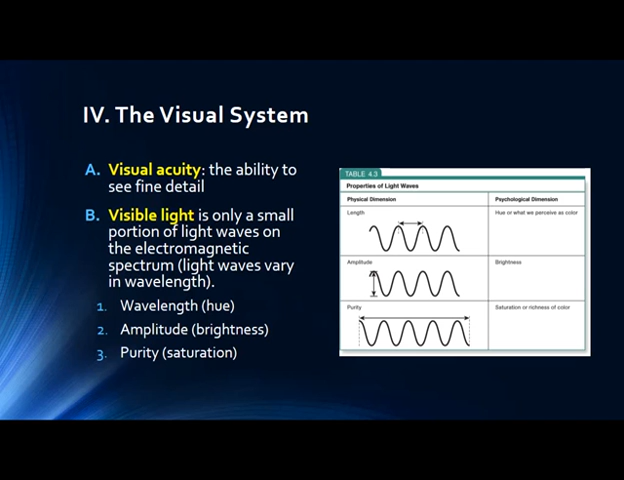 IV. The Visual System
A. Visual acuity: the ability to
see fine detail
B. Visible light is only a small
portion of light waves on
the electromagnetic
spectrum (light waves vary
in wavelength).
1. Wavelength (hue)
2. Amplitude (brightness)
3. Purity (saturation)
TABLE 4.3
Properties of Light Waves
Physical Dimension Psychological Dimension
Length Hue or what we perceive as color
Amplitude Brightness
Purity Saturation or richness of color